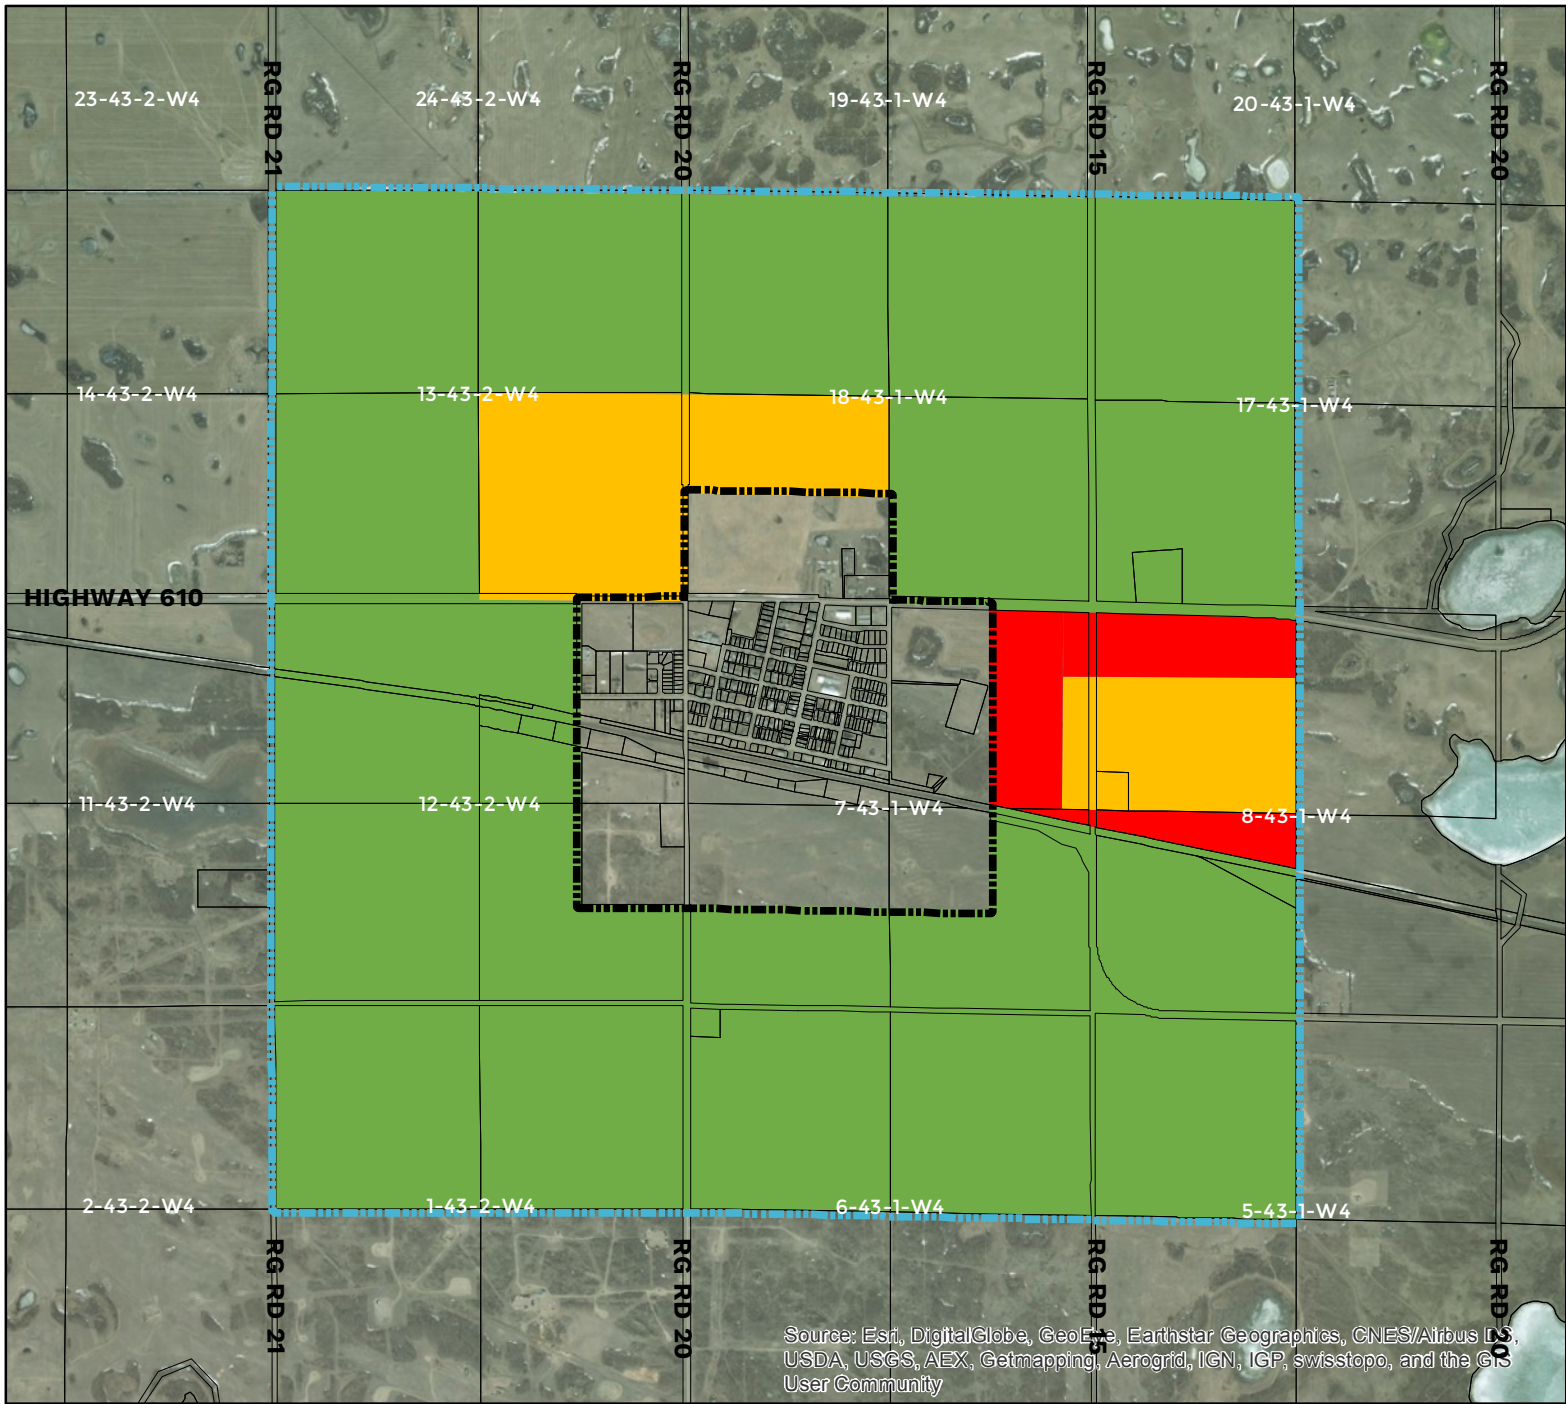 RG RD 21
RG RD 20
RG RD 15
RG RD 20
23-43-2-W4
24-43-2-W4
19-43-1-W4
20-43-1-W4
14-43-2-W4
13-43-2-W4
18-43-1-W4
17-43-1-W4
HIGHWAY 610
11-43-2-W4
12-43-2-W4
7-43-1-W4
8-43-1-W4
2-43-2-W4
1-43-2-W4
6-43-1-W4
5-43-1-W4
RG RD 21
RG RD 20
RG RD 15
RG RD 20
Source: Esri, DigitalGlobe, GeoEye, Earthstar Geographics, CNES/Airbus DS,
USDA, USGS, AEX, Getmapping, Aerogrid, IGN, IGP, swisstopo, and the GIS
User Community